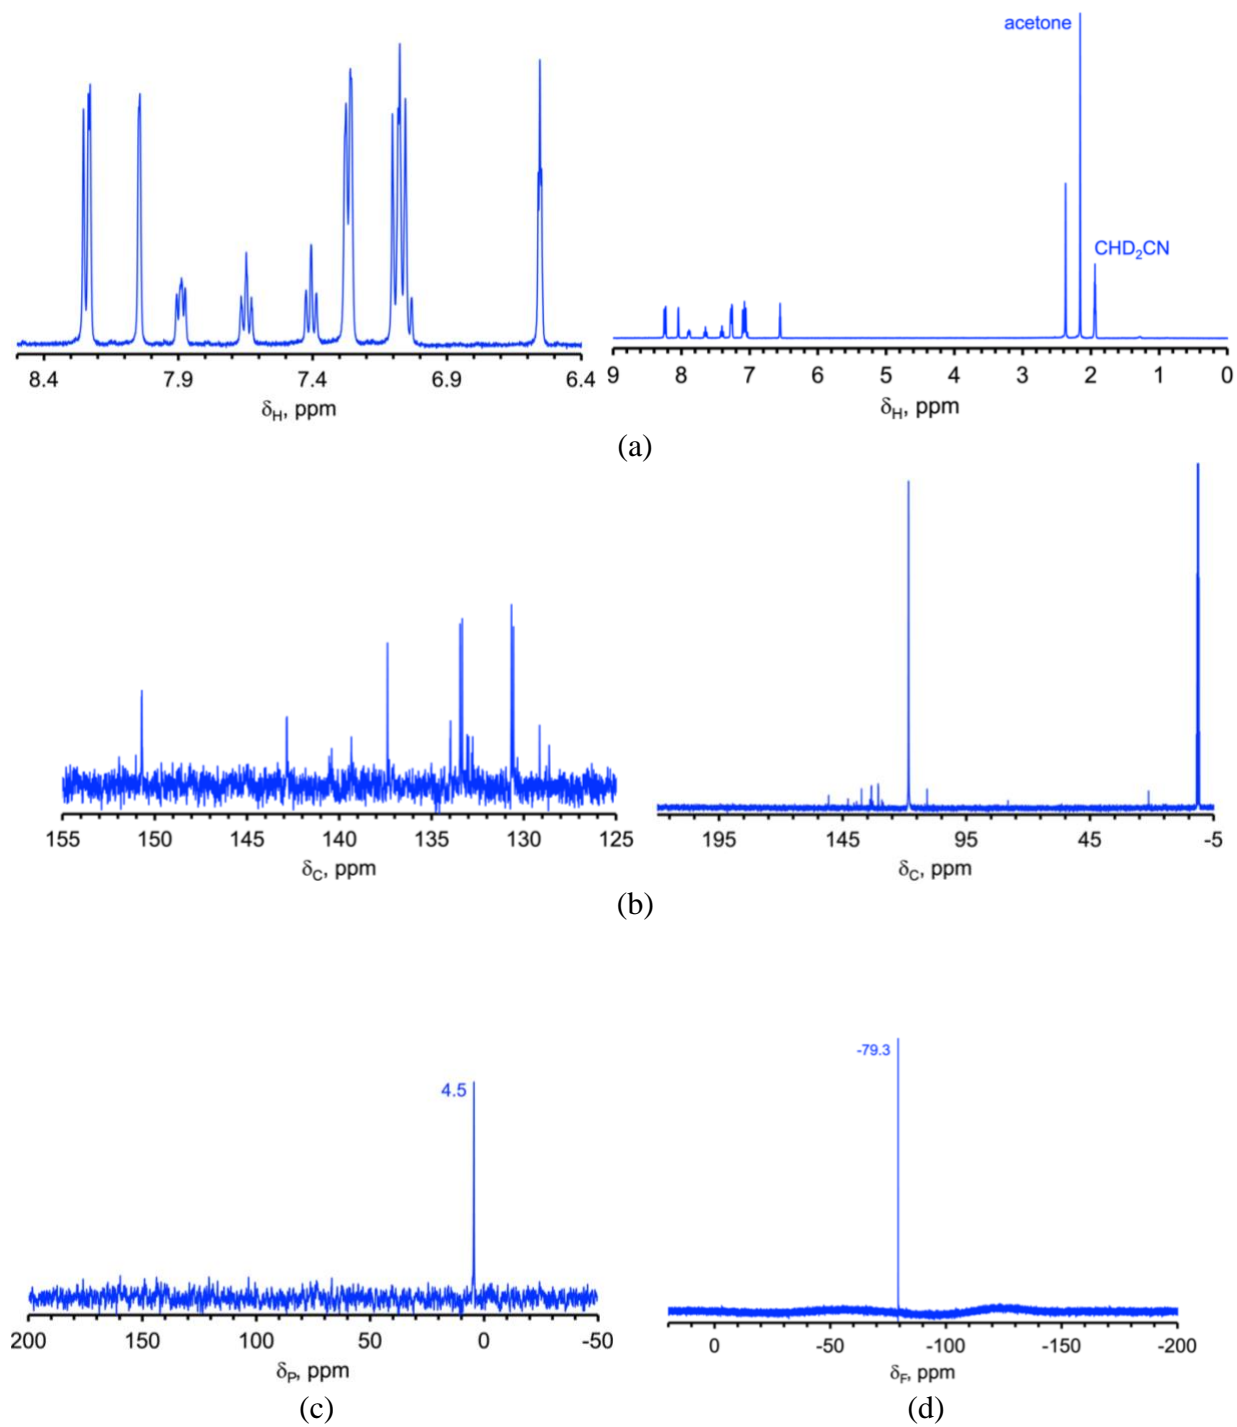 acetone
CHD₂CN
8.4 7.9 7.4 6.9 6.4
δH, ppm
9 8 7 6 5 4 3 2 1 0
δH, ppm
(a)
155 150 145 140 135 130 125
δC, ppm
195 145 95 45 -5
δC, ppm
(b)
4.5
200 150 100 50 0 -50
δP, ppm
(c)
-79.3
0 -50 -100 -150 -200
δF, ppm
(d)